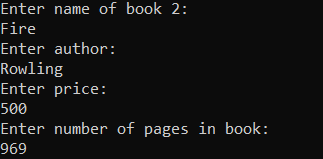 Enter name of book 2:
Fire
Enter author:
Rowling
Enter price:
500
Enter number of pages in book:
969